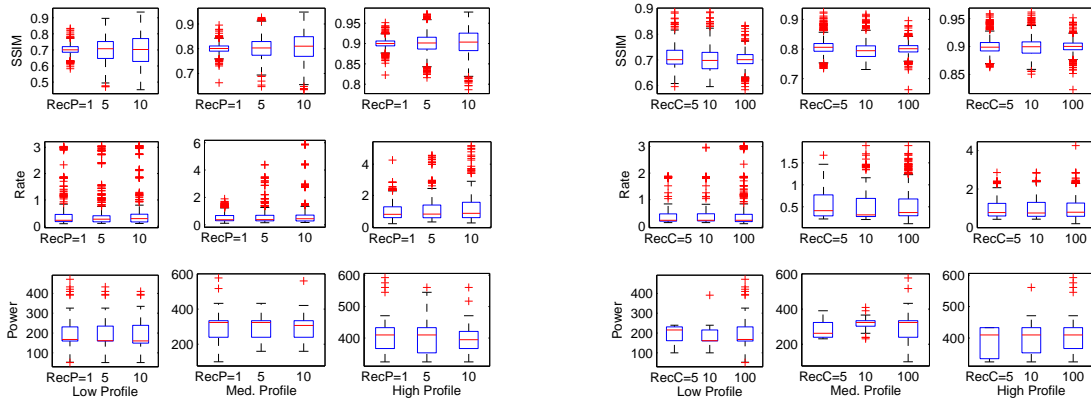 SSIM
0.9
0.8
0.7
0.6
0.5
RecP=1 5 10
0.9
0.8
0.7
RecP=1 5 10
0.95
0.90
0.85
0.80
RecP=1 5 10
SSIM
0.9
0.8
0.7
0.6
RecC=5 10 100
0.9
0.8
0.7
RecC=5 10 100
0.95
0.9
0.85
RecC=5 10 100
Rate
3
2
1
0
RecP=1 5 10
6
4
2
0
RecP=1 5 10
4
2
0
RecP=1 5 10
Rate
3
2
1
0
RecC=5 10 100
1.5
1
0.5
RecC=5 10 100
4
2
0
RecC=5 10 100
Power
400
300
200
100
RecP=1 5 10
Low Profile
600
400
200
RecP=1 5 10
Med. Profile
600
500
400
RecP=1 5 10
High Profile
Power
400
300
200
100
RecC=5 10 100
Low Profile
500
400
300
200
100
RecC=5 10 100
Med. Profile
600
500
400
RecC=5 10 100
High Profile